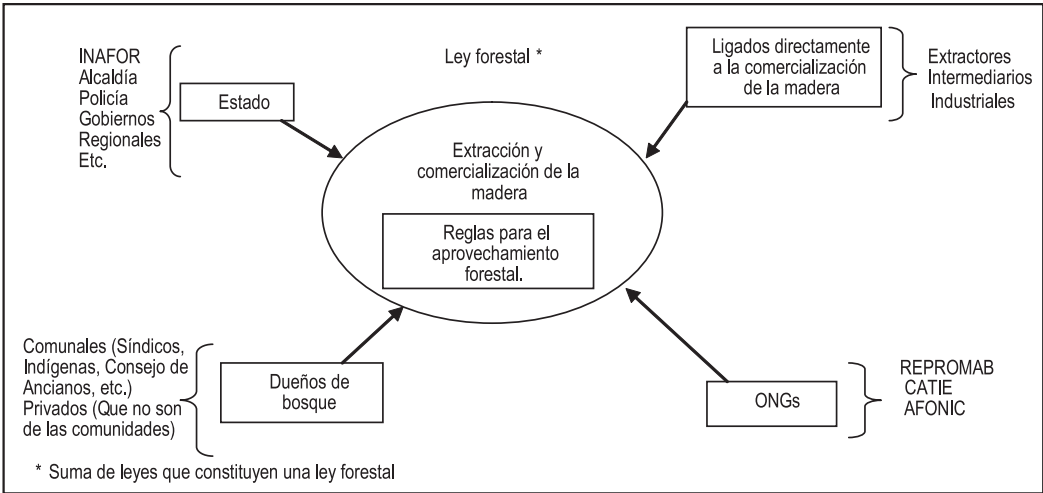 INAFOR
Alcaldía
Policía
Gobiernos
Regionales
Etc.
Estado
Ley forestal *
Ligados directamente
a la comercialización
de la madera
Extractores
Intermediarios
Industriales
Extracción y
comercialización de la
madera
Reglas para el
aprovechamiento
forestal.
Comunales (Síndicos,
Indígenas, Consejo de
Ancianos, etc.)
Privados (Que no son
de las comunidades)
Dueños de
bosque
ONGs
REPROMAB
CATIE
AFONIC
* Suma de leyes que constituyen una ley forestal